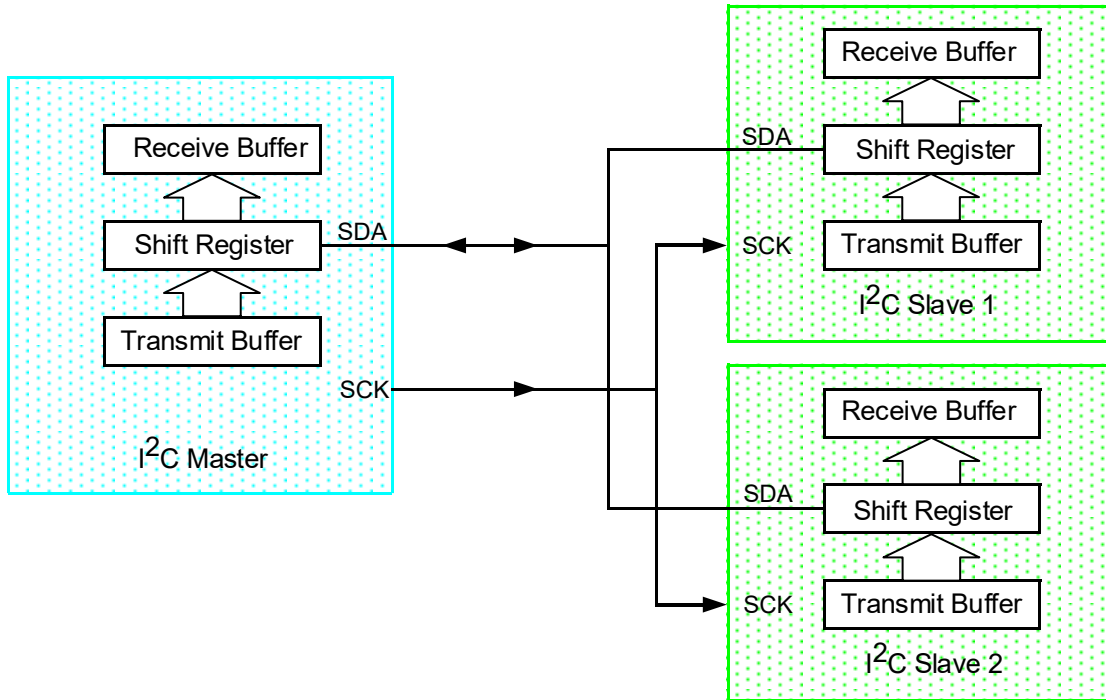 Receive Buffer
Shift Register
SDA
Transmit Buffer
SCK
I²C Master
Receive Buffer
SDA
Shift Register
SCK
Transmit Buffer
I²C Slave 1
Receive Buffer
SDA
Shift Register
SCK
Transmit Buffer
I²C Slave 2